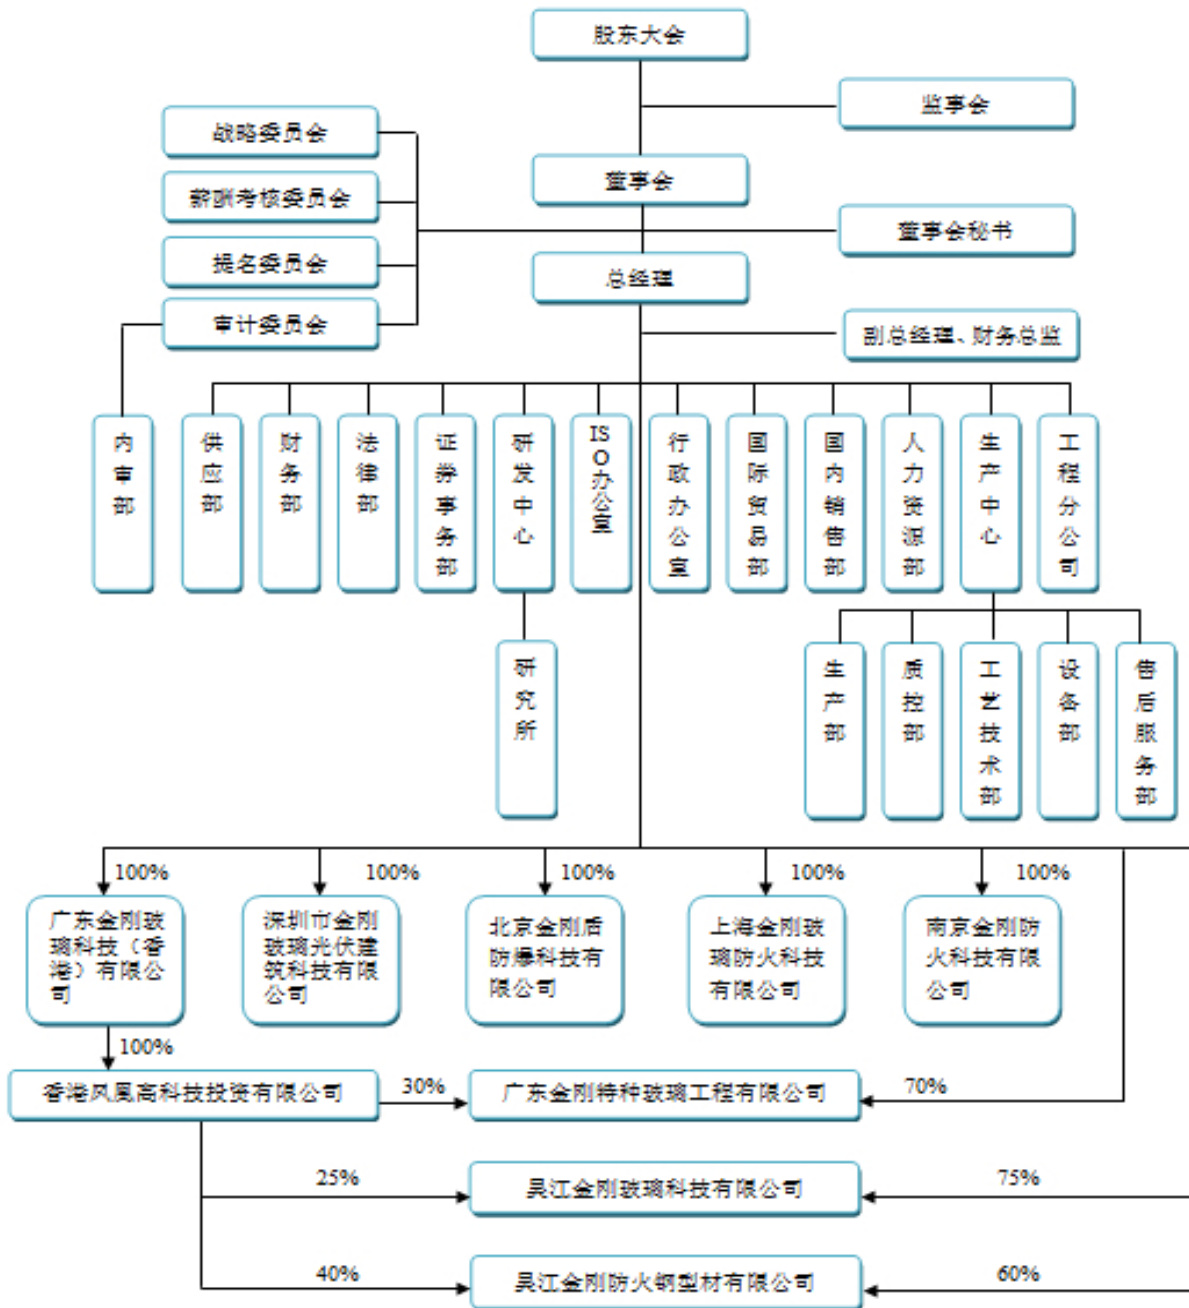 股东大会
监事会
战略委员会
董事会
薪酬考核委员会
董事会秘书
提名委员会
总经理
审计委员会
副总经理、财务总监
内审部
供应部
财务部
法律部
证券事务部
研发中心
IS
O办公室
行政办公室
国际贸易部
国内销售部
人力资源部
生产中心
工程分公司
研究所
生产部
质控部
工艺技术部
设备部
售后服务部
100%
100%
100%
100%
100%
广东金刚玻
璃科技（香
港）有限公
司
深圳市金刚
玻璃光伏建
筑科技有限
公司
北京金刚盾
防爆科技有
限公司
上海金刚玻
璃防火科技
有限公司
南京金刚防
火科技有限
公司
100%
香港凤凰高科技投资有限公司
30%
广东金刚特种玻璃工程有限公司
70%
25%
吴江金刚玻璃科技有限公司
75%
40%
吴江金刚防火钢型材有限公司
60%